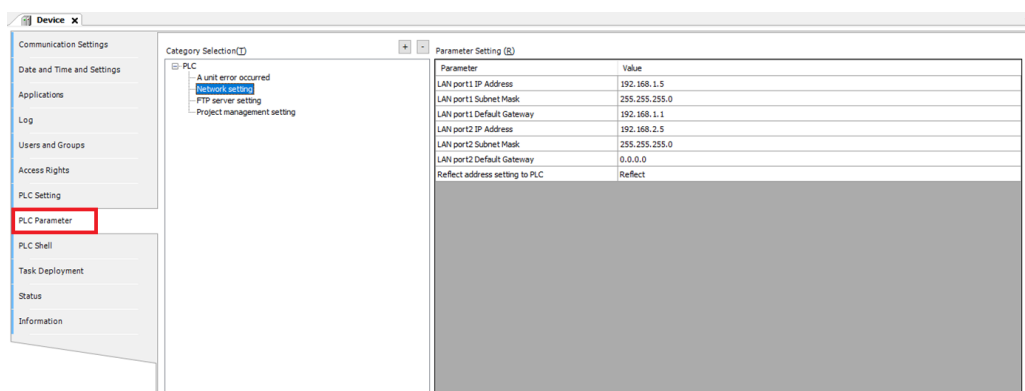 Device x
Communication Settings
Date and Time and Settings
Applications
Log
Users and Groups
Access Rights
PLC Setting
PLC Parameter
PLC Shell
Task Deployment
Status
Information
Category Selection(T) + -
PLC
A unit error occurred
Network setting
FTP server setting
Project management setting
Parameter Setting (R)
Parameter Value
LAN port1 IP Address 192.168.1.5
LAN port1 Subnet Mask 255.255.255.0
LAN port1 Default Gateway 192.168.1.1
LAN port2 IP Address 192.168.2.5
LAN port2 Subnet Mask 255.255.255.0
LAN port2 Default Gateway 0.0.0.0
Reflect address setting to PLC Reflect